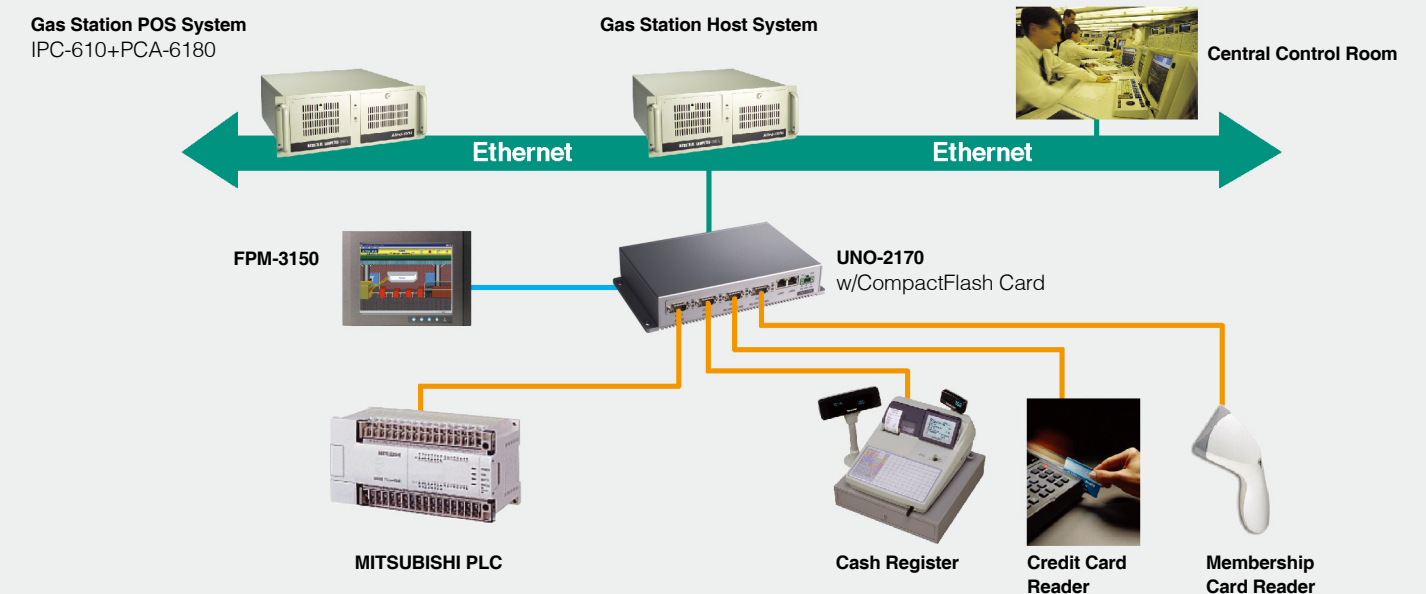 Gas Station POS System
IPC-610+PCA-6180
Gas Station Host System
Central Control Room
Ethernet
Ethernet
FPM-3150
UNO-2170
w/CompactFlash Card
MITSUBISHI PLC
Cash Register
Credit Card
Reader
Membership
Card Reader